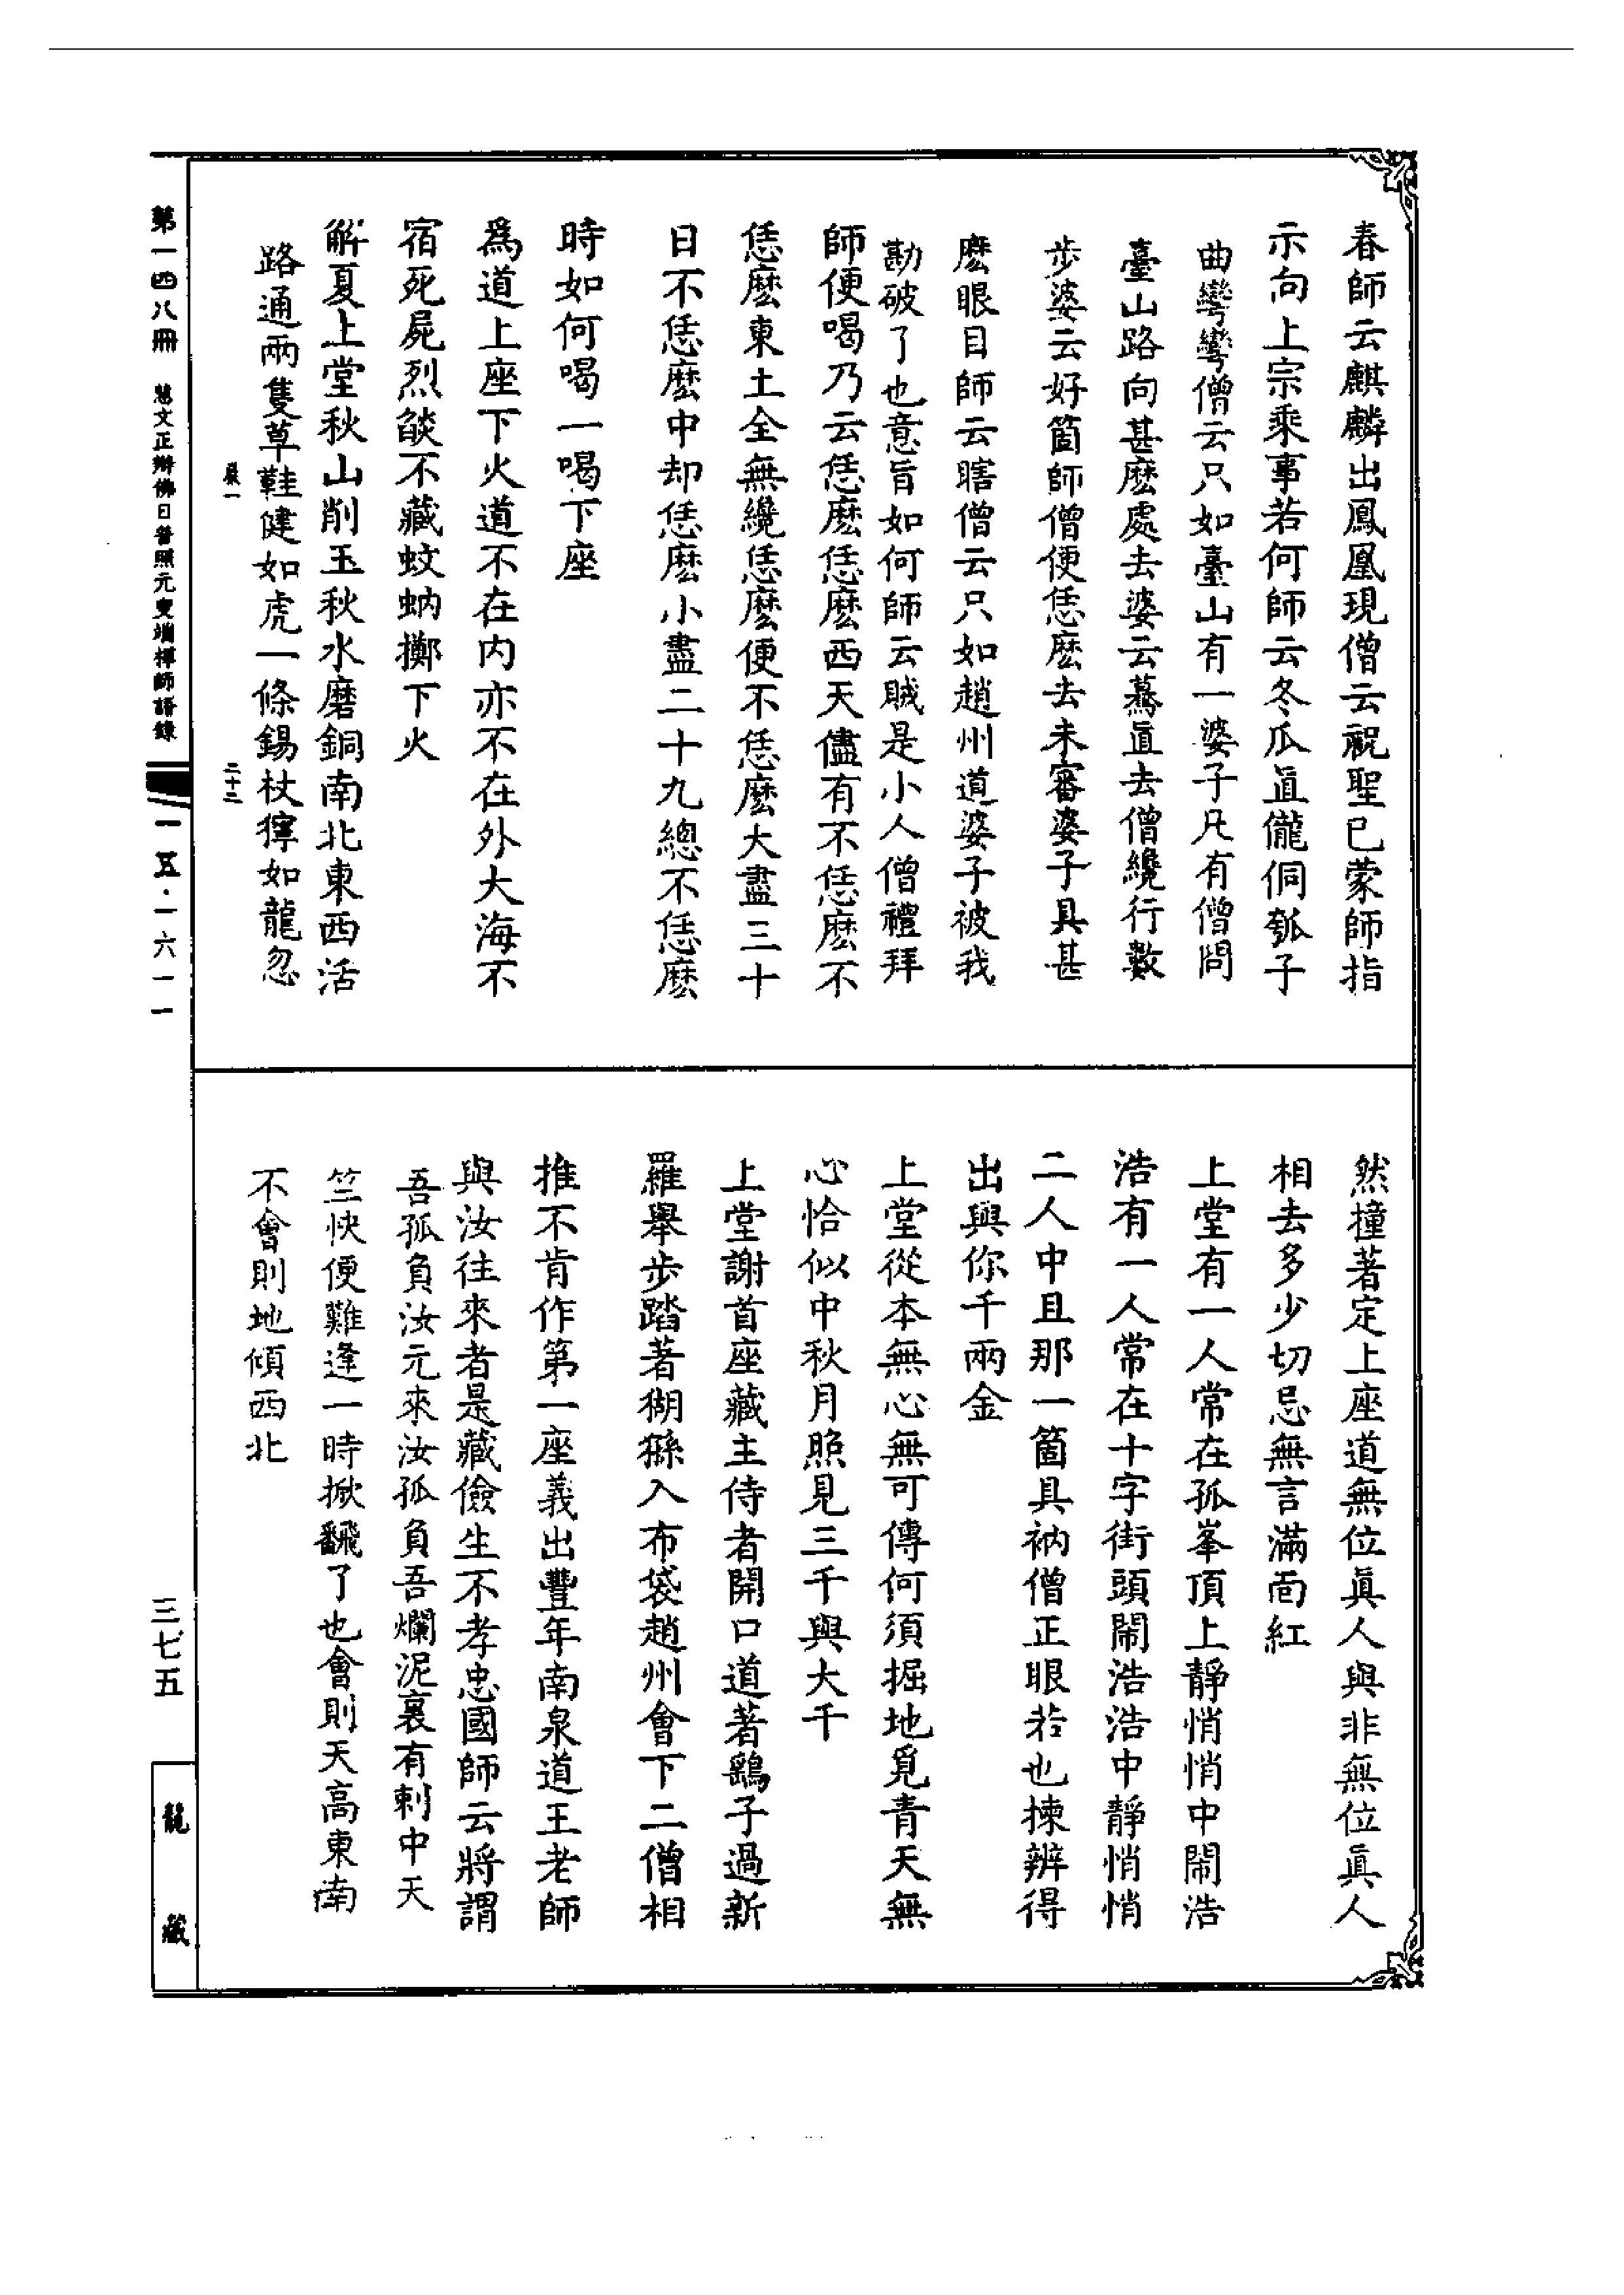 春師云麒麟出鳳凰現僧云祝聖已蒙師指
示向上宗乘事若何師云冬瓜直儱侗瓠子
曲彎彎僧云只如臺山有一婆子凡有僧問
臺山路向甚麽處去婆云驀直去僧纔行數
步婆云好箇師僧便恁麽去未審婆子具甚
麽眼目師云瞎僧云只如趙州道婆子被我
勘破了也意旨如何師云賊是小人僧禮拜
師便喝乃云恁麽恁麽西天儘有不恁麽不
恁麽東土全無纔恁麽便不恁麽大盡三十
日不恁麽中却恁麽小盡二十九總不恁麽
時如何喝一喝下座
爲道上座下火道不在内亦不在外大海不
宿死屍烈燄不藏蚊蚋擲下火
解夏上堂秋山削玉秋水磨銅南北東西活
路通兩隻草鞋健如虎一條錫杖獰如龍忽
然撞著定上座道無位眞人與非無位眞人
相去多少切忌無言滿面紅
上堂有一人常在孤峯頂上靜悄悄中鬧浩
浩有一人常在十字街頭鬧浩浩中靜悄悄
二人中且那一箇具衲僧正眼若也揀辨得
出與你千兩金
上堂從本無心無可傳何須掘地覓青天無
心恰似中秋月照見三千與大千
上堂謝首座藏主侍者開口道著鷂子過新
羅舉步踏著猢猻入布袋趙州會下二僧相
推不肯作第一座義出豐年南泉道王老師
與汝往來者是藏儉生不孝忠國師云將謂
吾孤負汝元來汝孤負吾爛泥裏有刺中天
竺快便難逢一時掀飜了也會則天高東南
不會則地傾西北
第一四八冊 慧文正辯佛日普照元叟端禪師語錄
一五·一六一一
三七五
龍藏
二十二